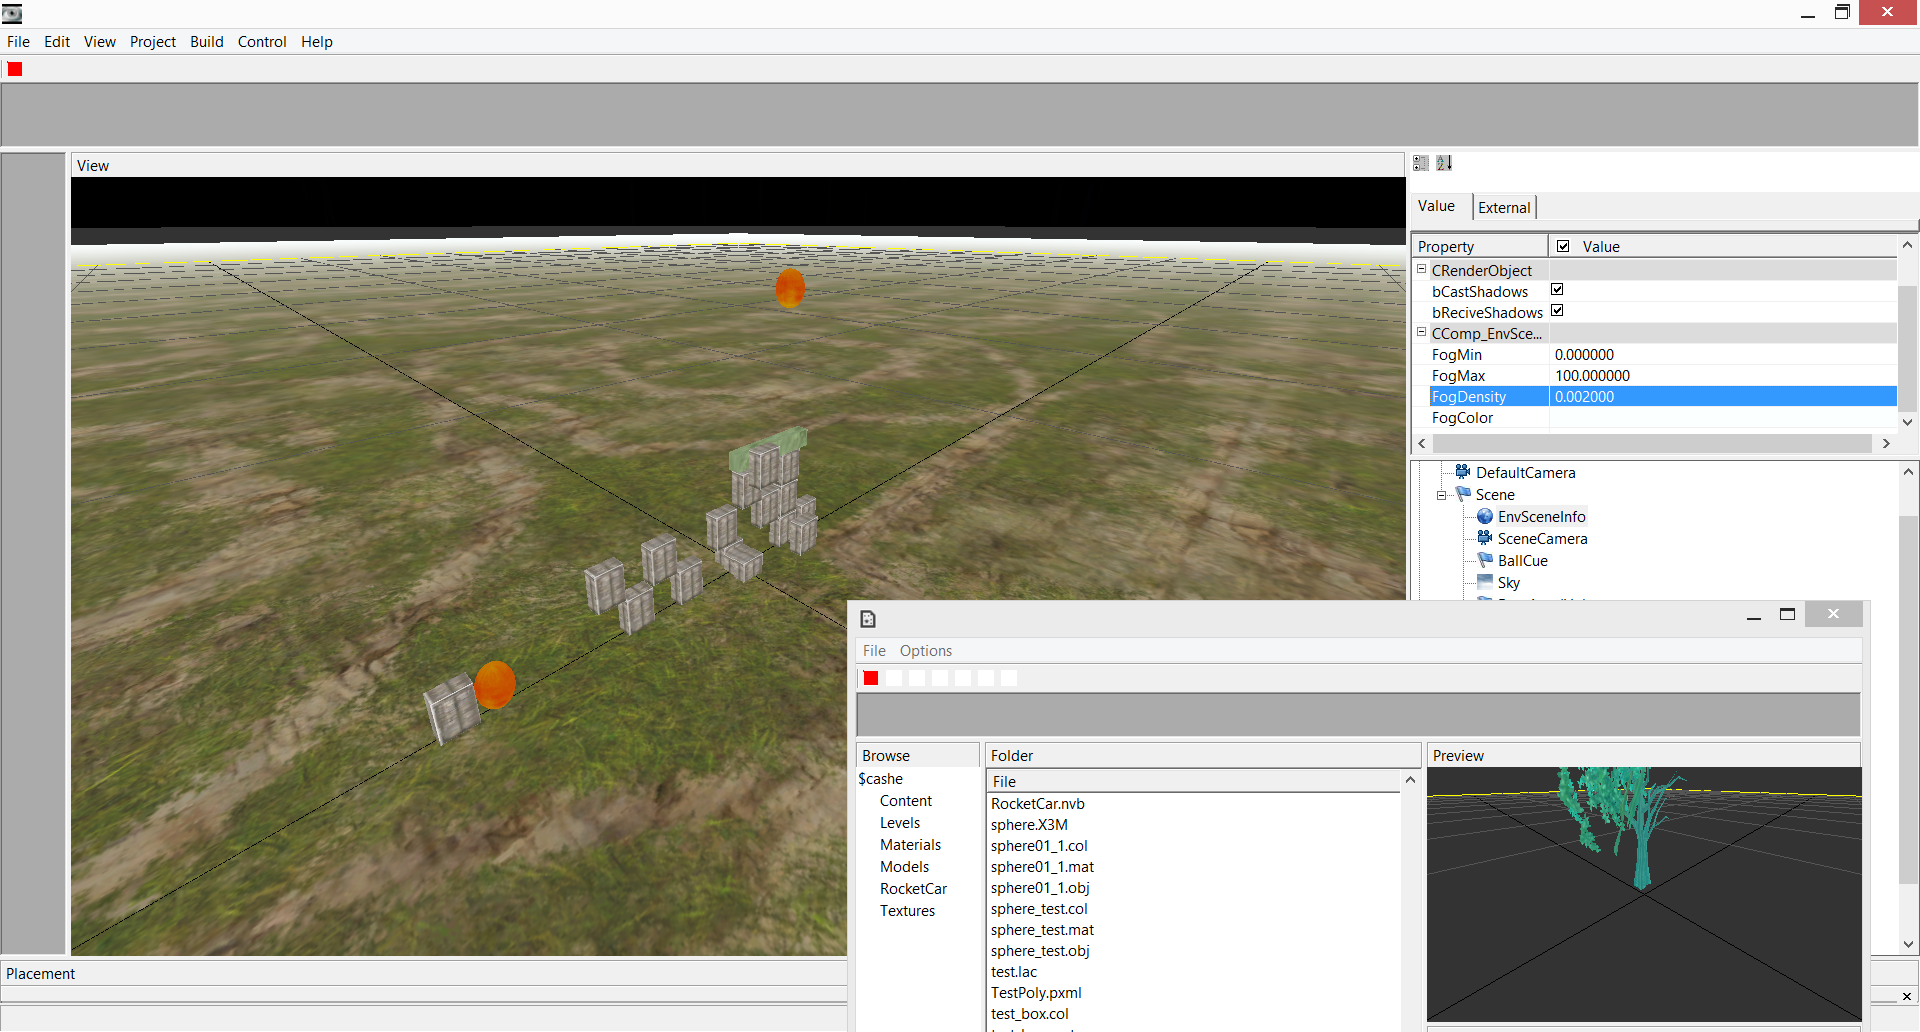 File Edit View Project Build Control Help
View
Value External
Property Value
CRenderObject
bCastShadows
bReciveShadows
CComp_EnvSce...
FogMin 0.000000
FogMax 100.000000
FogDensity 0.002000
FogColor
DefaultCamera
Scene
EnvSceneInfo
SceneCamera
BallCue
Sky
File Options
Browse
$cashe
Content
Levels
Materials
Models
RocketCar
Textures
Folder
File
RocketCar.nvb
sphere.X3M
sphere01_1.col
sphere01_1.mat
sphere01_1.obj
sphere_test.col
sphere_test.mat
sphere_test.obj
test.lac
TestPoly.pxml
test_box.col
Preview
Placement